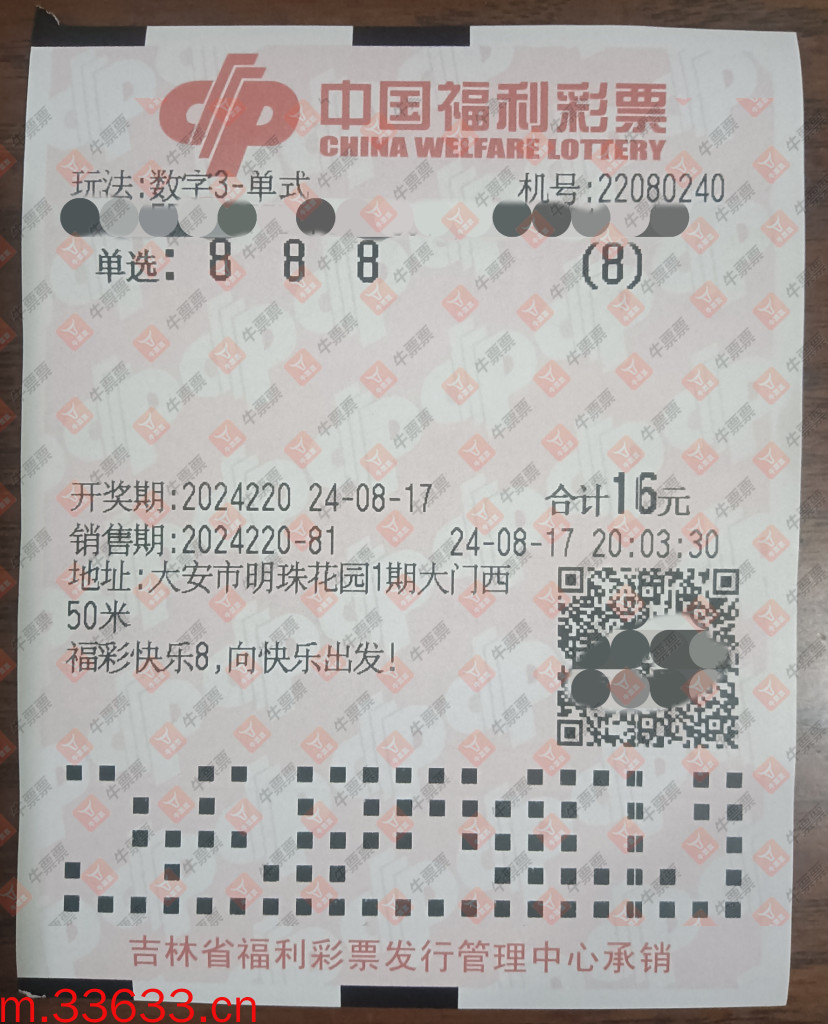 中国福利彩票
CHINA WELFARE LOTTERY
玩法:数字3-单式 机号:22080240
单选: 8 8 8 (8)
开奖期:2024220 24-08-17 合计16元
销售期:2024220-81 24-08-17 20:03:30
地址:大安市明珠花园1期大门西
50米
福彩快乐8,向快乐出发!
吉林省福利彩票发行管理中心承销
m.33633.cn
牛票票